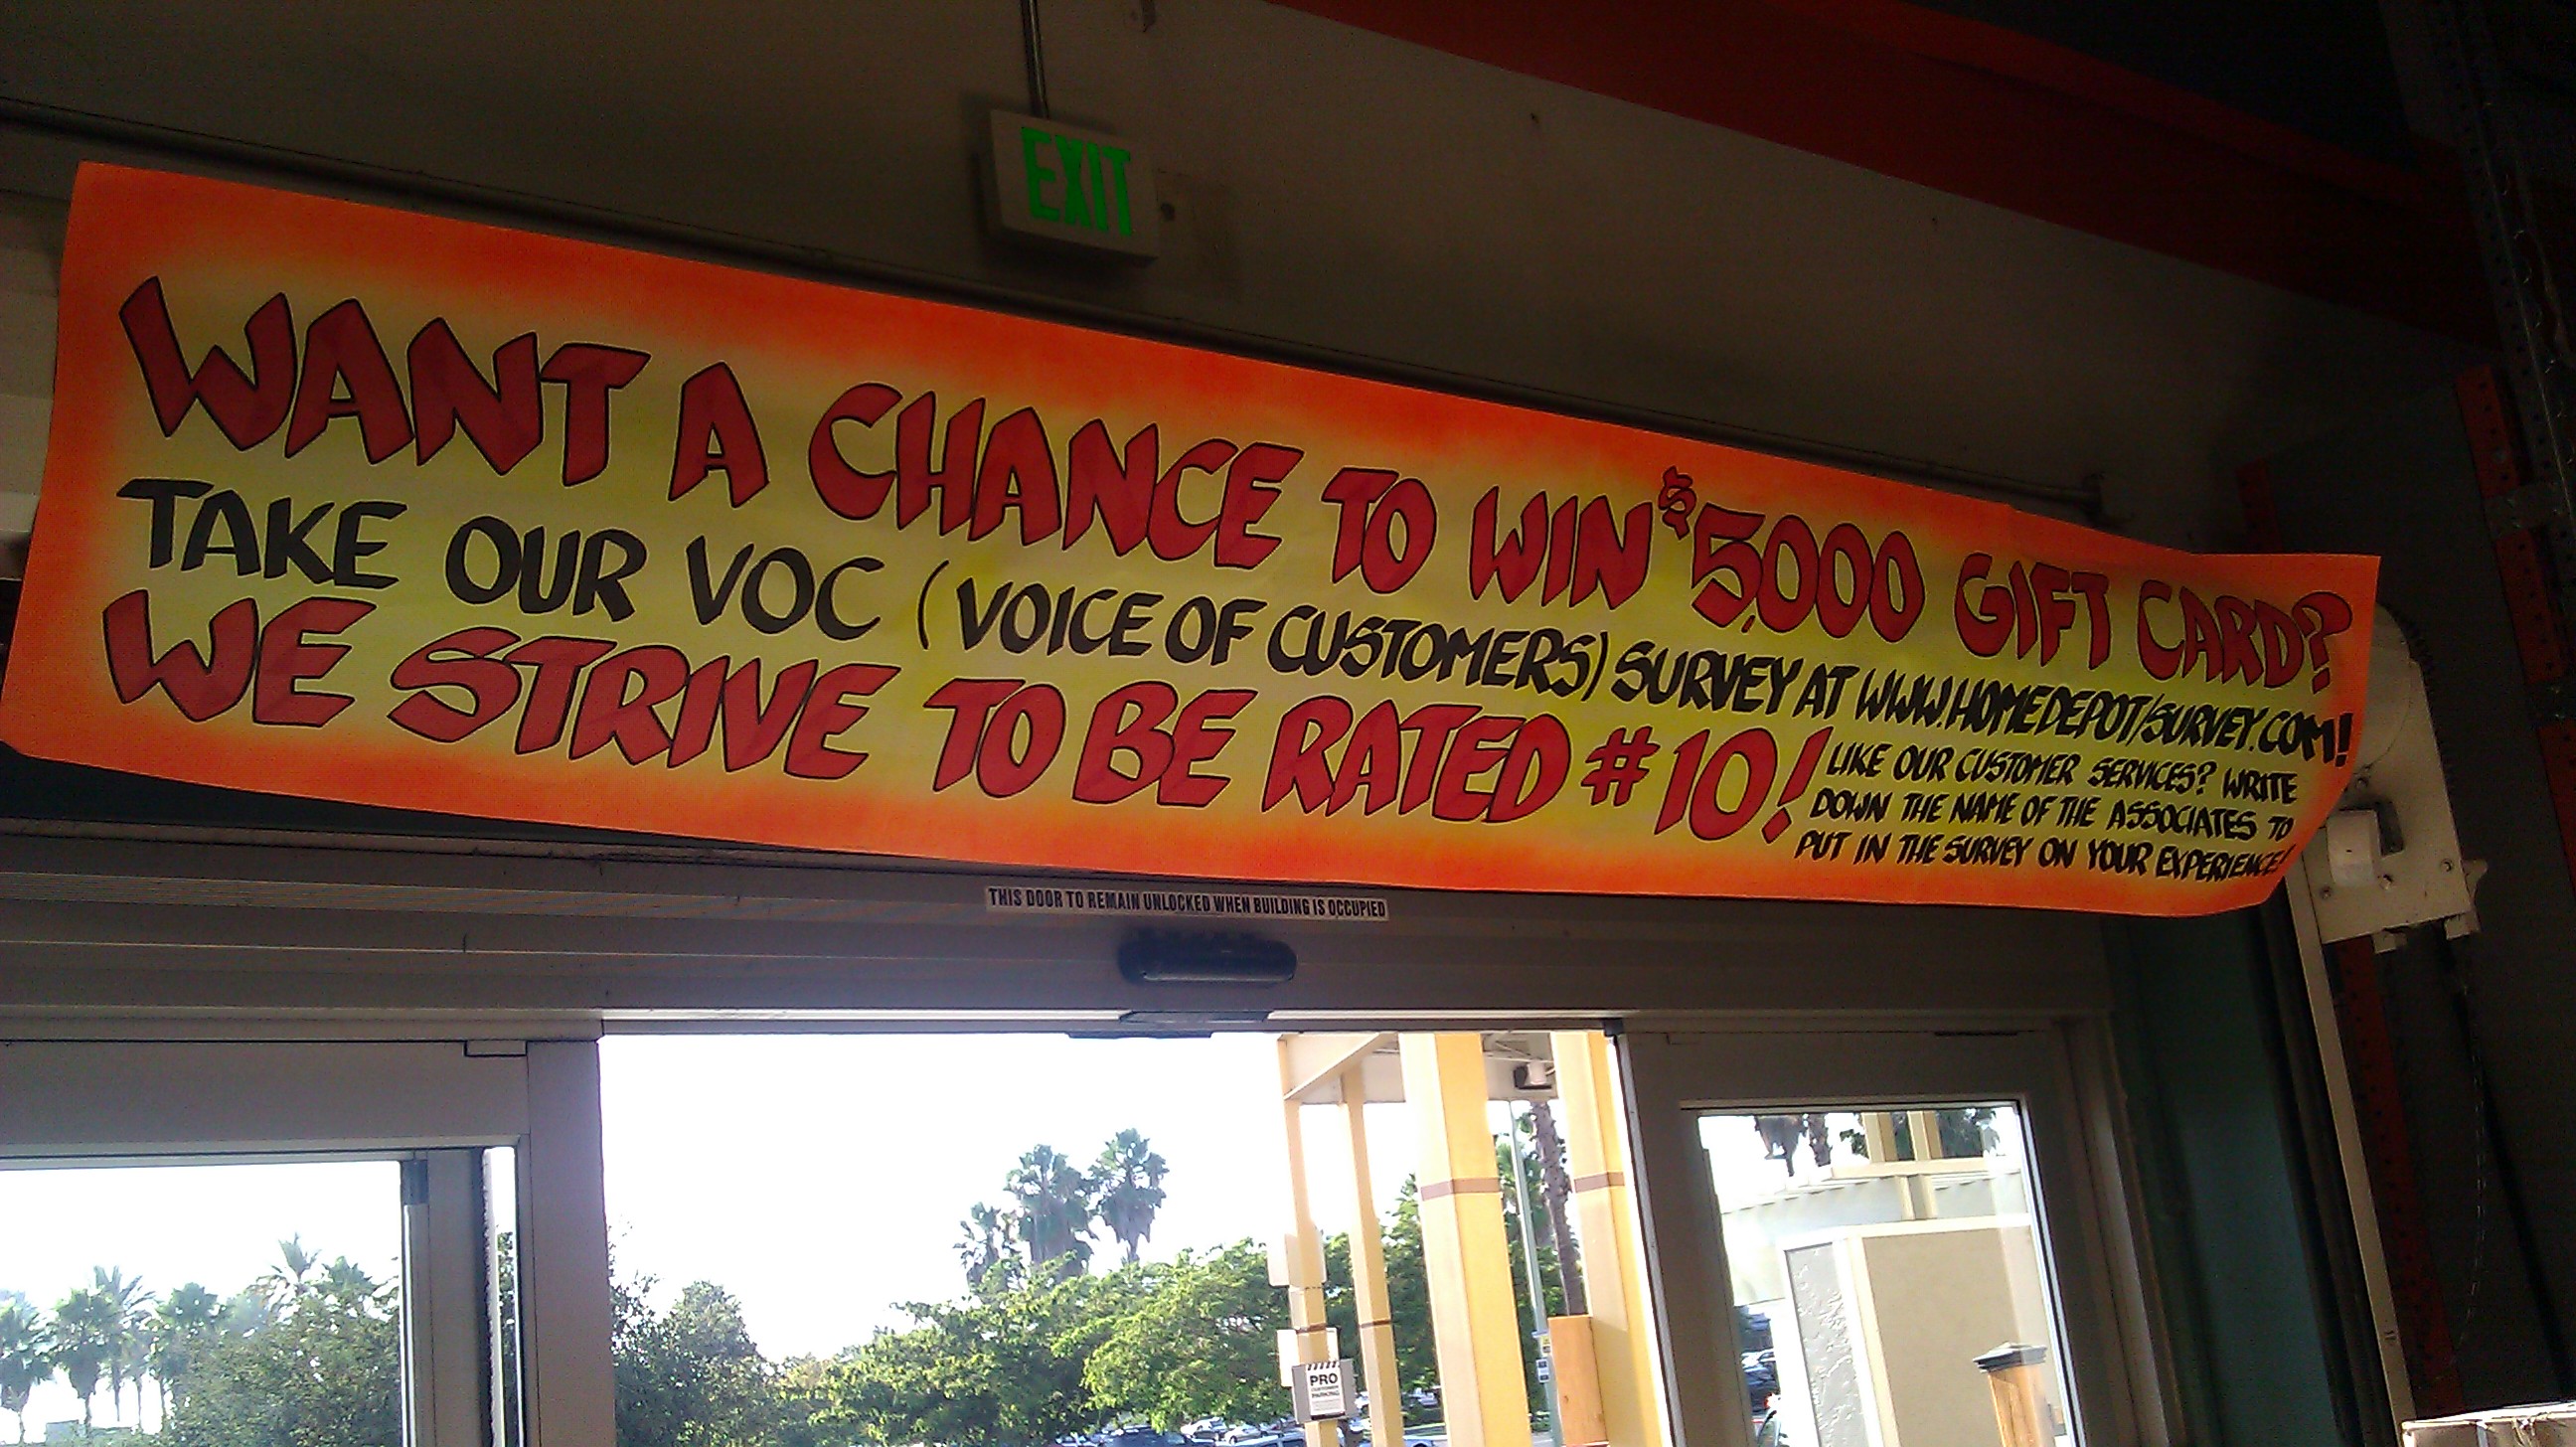 EXIT
WANT A CHANCE TO WIN $5,000 GIFT CARD?
TAKE OUR VOC (VOICE OF CUSTOMERS) SURVEY AT WWW.HOMEDEPOT/SURVEY.COM!
WE STRIVE TO BE RATED #10!
LIKE OUR CUSTOMER SERVICES? WRITE
DOWN THE NAME OF THE ASSOCIATES TO
PUT IN THE SURVEY ON YOUR EXPERIENCE!
THIS DOOR TO REMAIN UNLOCKED WHEN BUILDING IS OCCUPIED
PRO
CUSTOMER
PARKING